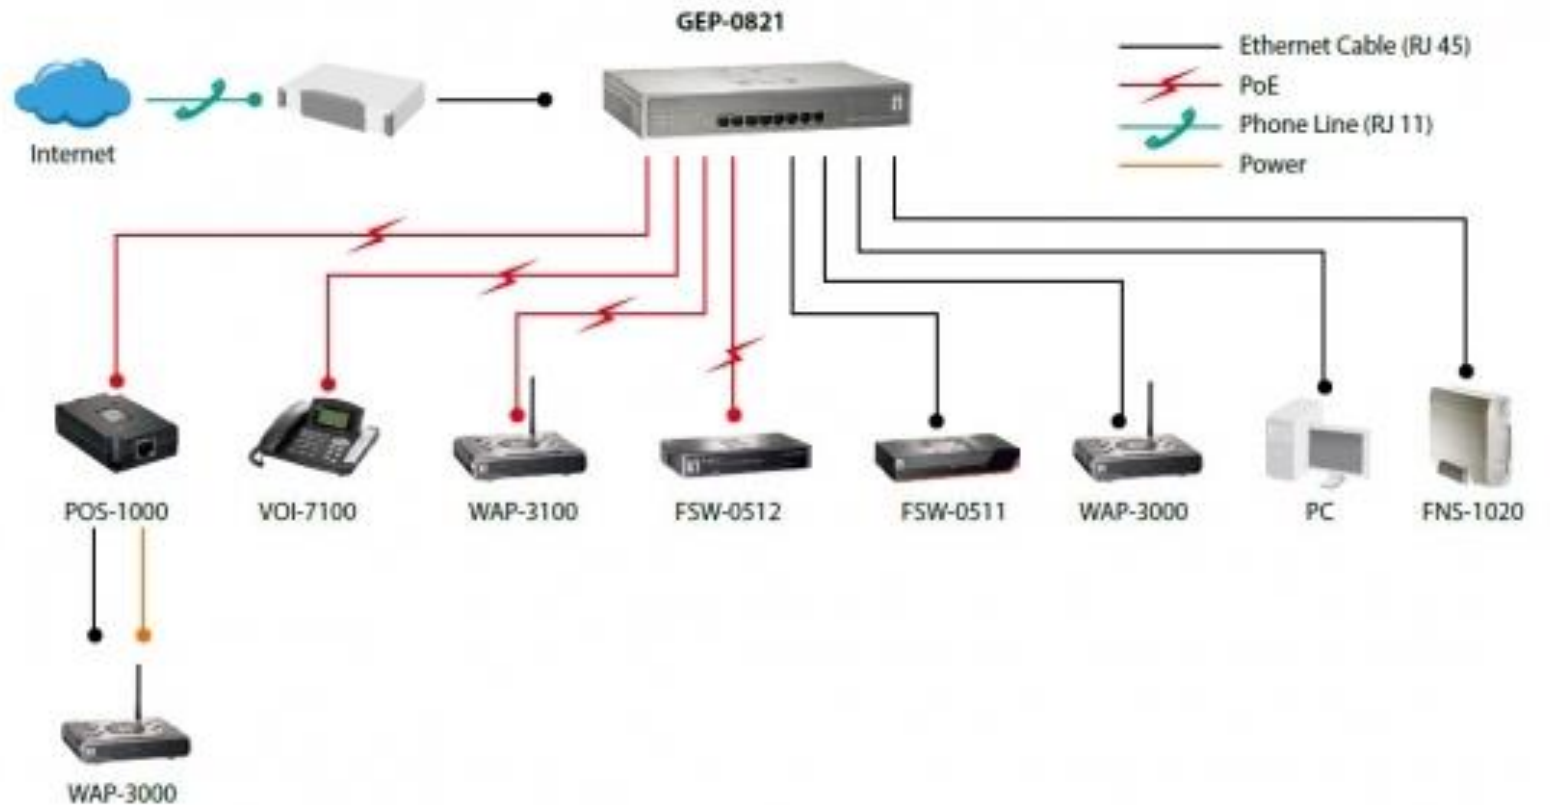 GEP-0821
Ethernet Cable (RJ 45)
PoE
Phone Line (RJ 11)
Power
Internet
POS-1000
VOI-7100
WAP-3100
FSW-0512
FSW-0511
WAP-3000
PC
FNS-1020
WAP-3000